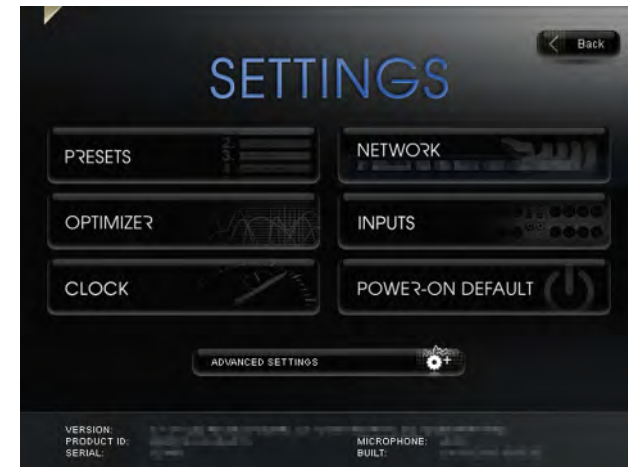 Back
SETTINGS
PRESETS
NETWORK
OPTIMIZER
INPUTS
CLOCK
POWER-ON DEFAULT
ADVANCED SETTINGS
VERSION:
PRODUCT ID:
MICROPHONE:
SERIAL:
BUILT: